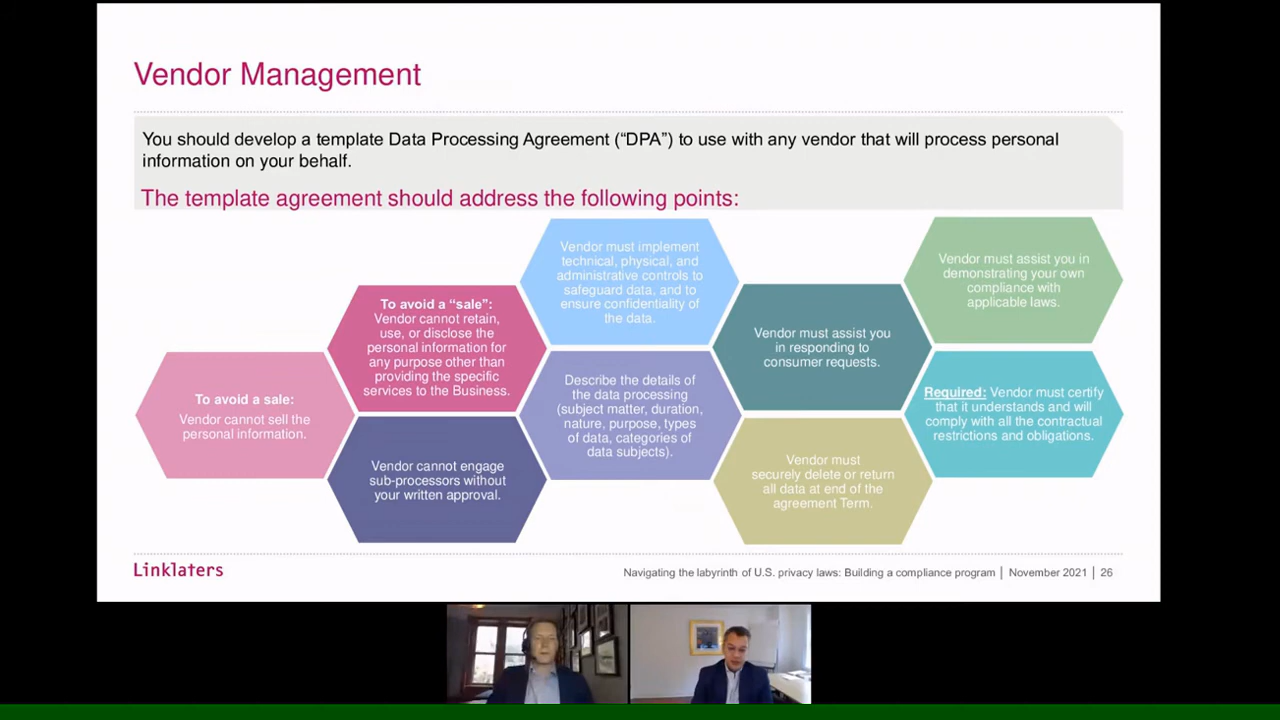 Vendor Management
You should develop a template Data Processing Agreement (“DPA”) to use with any vendor that will process personal
information on your behalf.
The template agreement should address the following points:
To avoid a sale:
Vendor cannot sell the
personal information.
To avoid a “sale”:
Vendor cannot retain,
use, or disclose the
personal information for
any purpose other than
providing the specific
services to the Business.
Vendor cannot engage
sub-processors without
your written approval.
Vendor must implement
technical, physical, and
administrative controls to
safeguard data, and to
ensure confidentiality of
the data.
Describe the details of
the data processing
(subject matter, duration,
nature, purpose, types
of data, categories of
data subjects).
Vendor must assist you
in responding to
consumer requests.
Vendor must
securely delete or return
all data at end of the
agreement Term.
Vendor must assist you in
demonstrating your own
compliance with
applicable laws.
Required: Vendor must certify
that it understands and will
comply with all the contractual
restrictions and obligations.
Linklaters
Navigating the labyrinth of U.S. privacy laws: Building a compliance program | November 2021 | 26